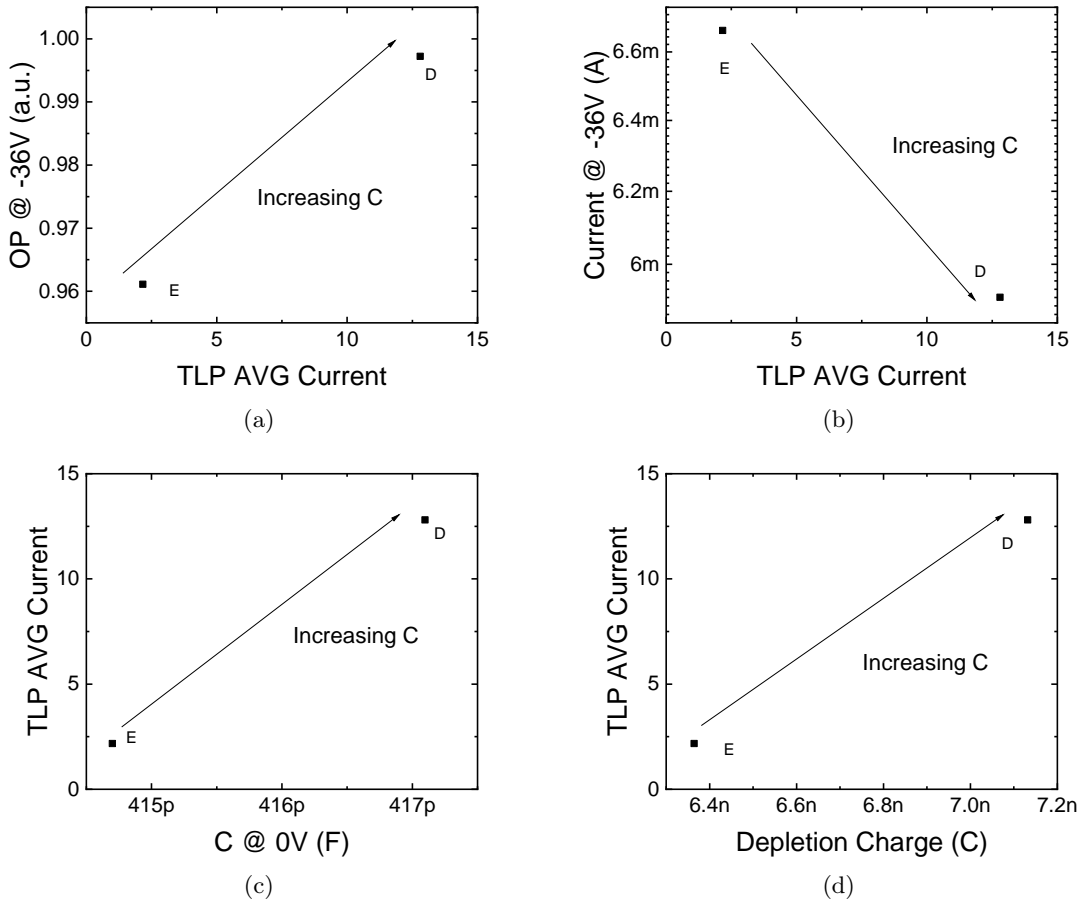 1.00
0.99
0.98
0.97
0.96
OP @ -36V (a.u.)
D
Increasing C
E
0 5 10 15
TLP AVG Current
(a)
6.6m
6.4m
6.2m
6m
Current @ -36V (A)
E
Increasing C
D
0 5 10 15
TLP AVG Current
(b)
15
10
5
0
TLP AVG Current
D
Increasing C
E
415p 416p 417p
C @ 0V (F)
(c)
15
10
5
0
TLP AVG Current
D
Increasing C
E
6.4n 6.6n 6.8n 7.0n 7.2n
Depletion Charge (C)
(d)